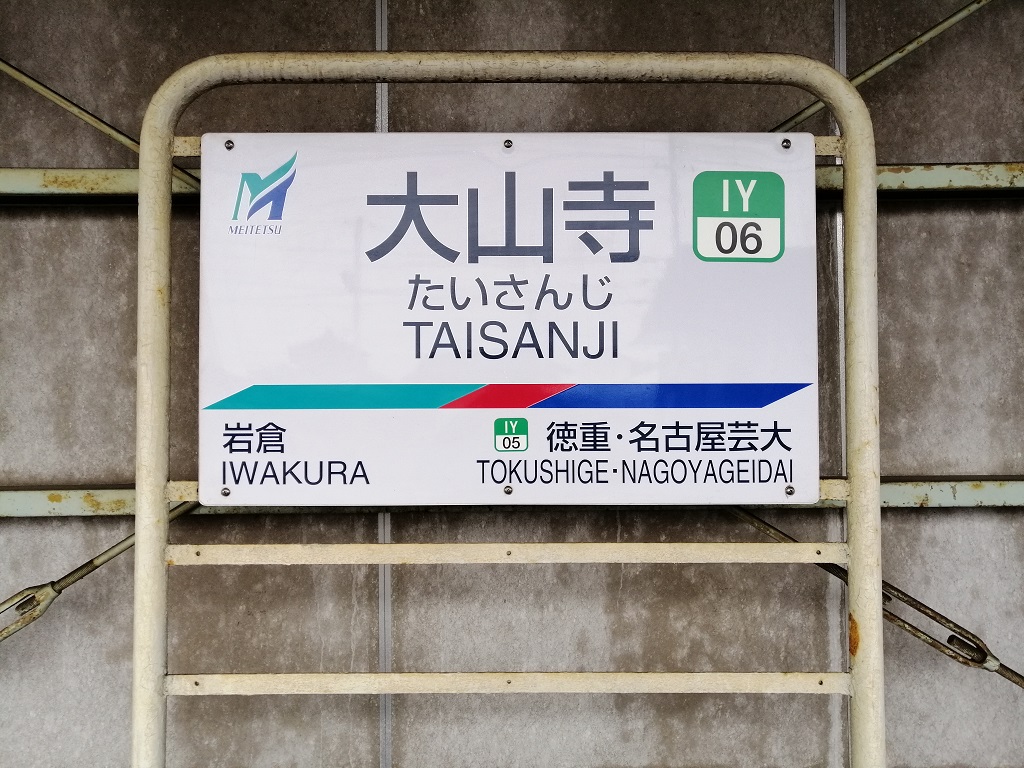 MEITETSU
大山寺
IY
06
たいさんじ
TAISANJI
岩倉
IY
05
徳重・名古屋芸大
IWAKURA
TOKUSHIGE・NAGOYAGEIDAI